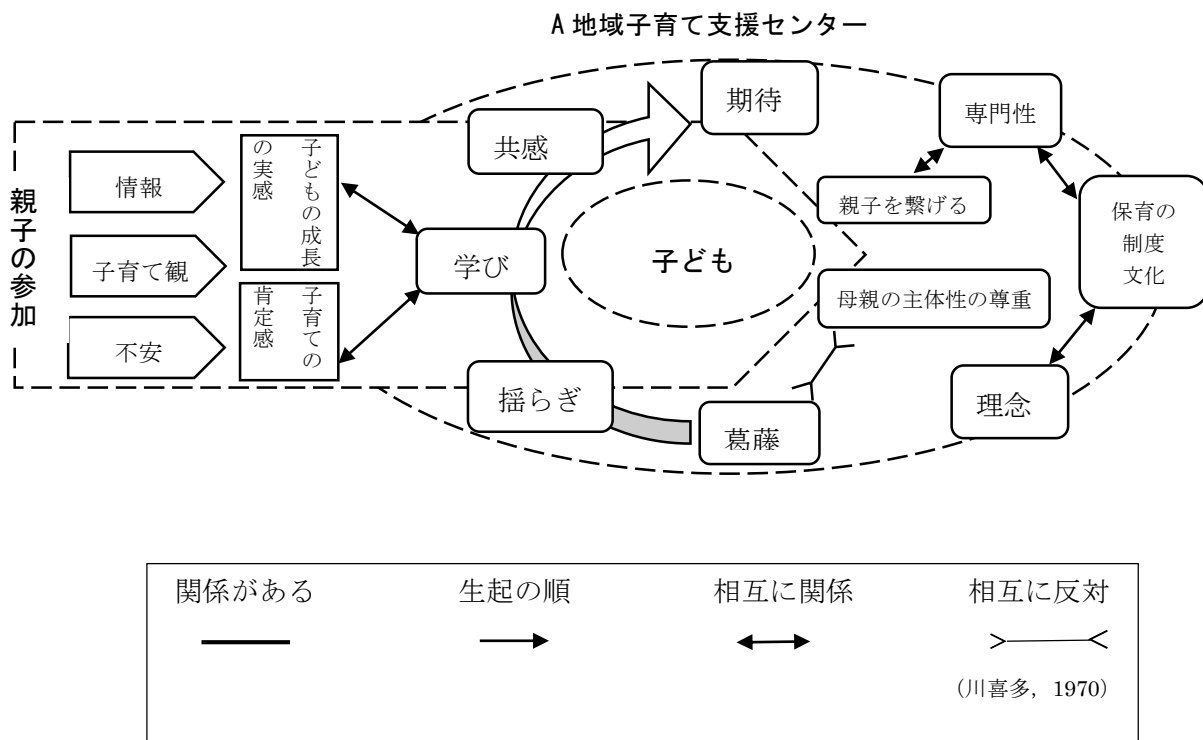 A 地域子育て支援センター
親子の参加
情報
子育て観
不安
子どもの成長
の実感
子育ての
肯定感
共感
学び
揺らぎ
期待
子ども
葛藤
専門性
親子を繋げる
母親の主体性の尊重
保育の
制度
文化
理念
関係がある
生起の順
相互に関係
相互に反対
(川喜多, 1970)